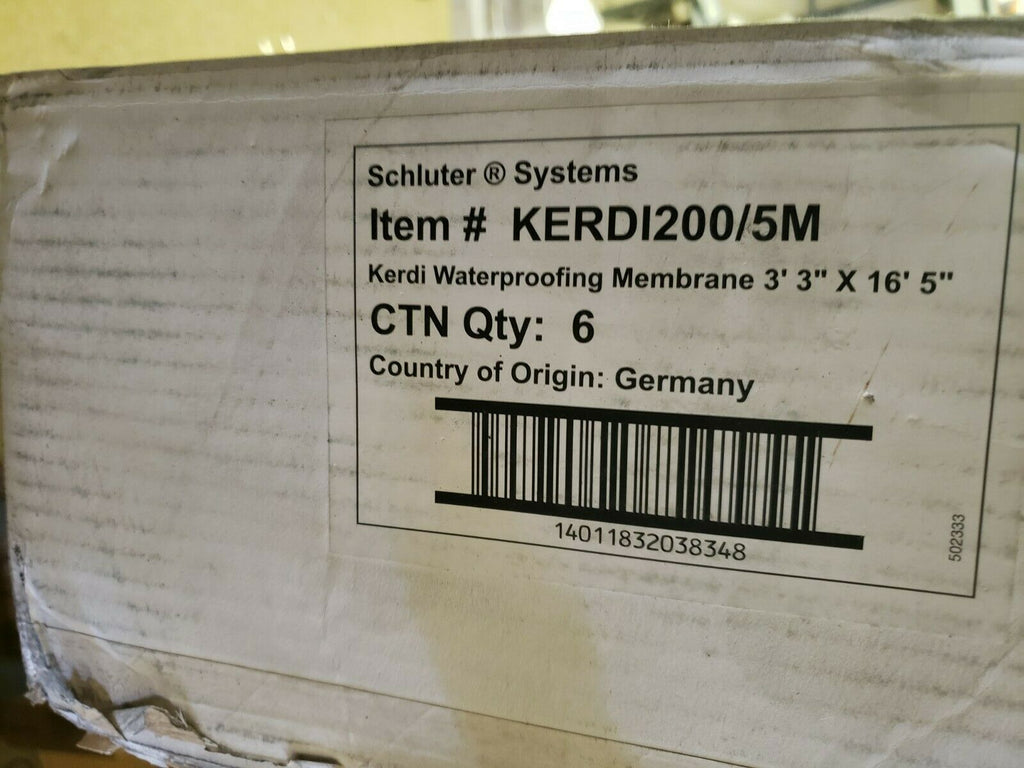 Schluter ® Systems
Item # KERDI200/5M
Kerdi Waterproofing Membrane 3' 3" X 16' 5"
CTN Qty: 6
Country of Origin: Germany
14011832038348
502333